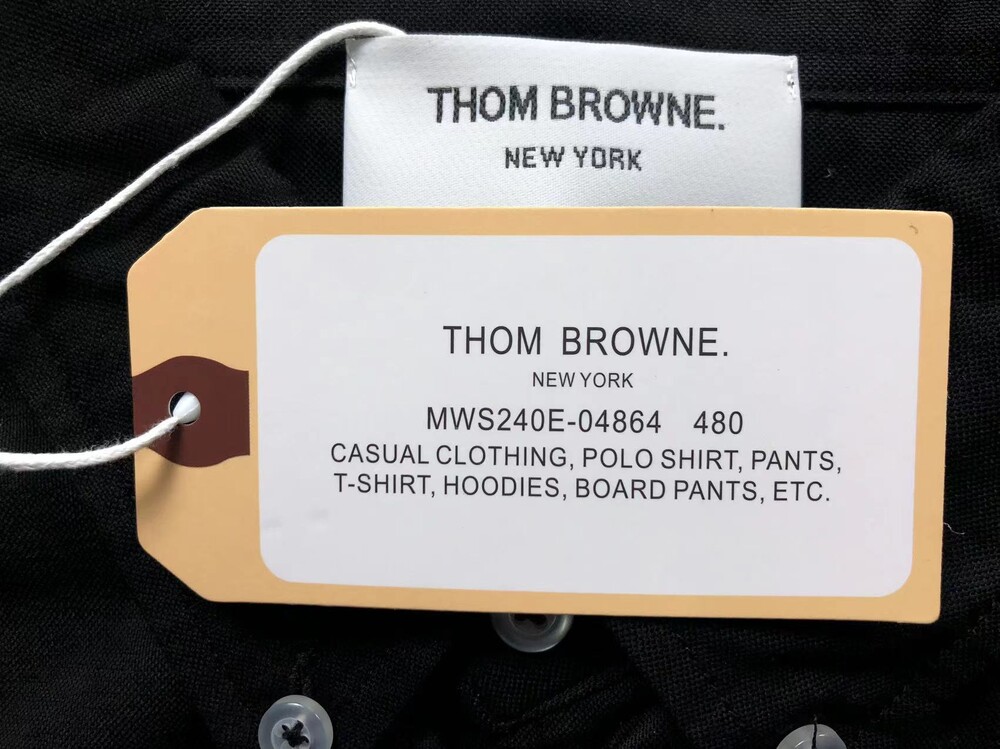 THOM BROWNE.
NEW YORK
THOM BROWNE.
NEW YORK
MWS240E-04864 480
CASUAL CLOTHING, POLO SHIRT, PANTS,
T-SHIRT, HOODIES, BOARD PANTS, ETC.